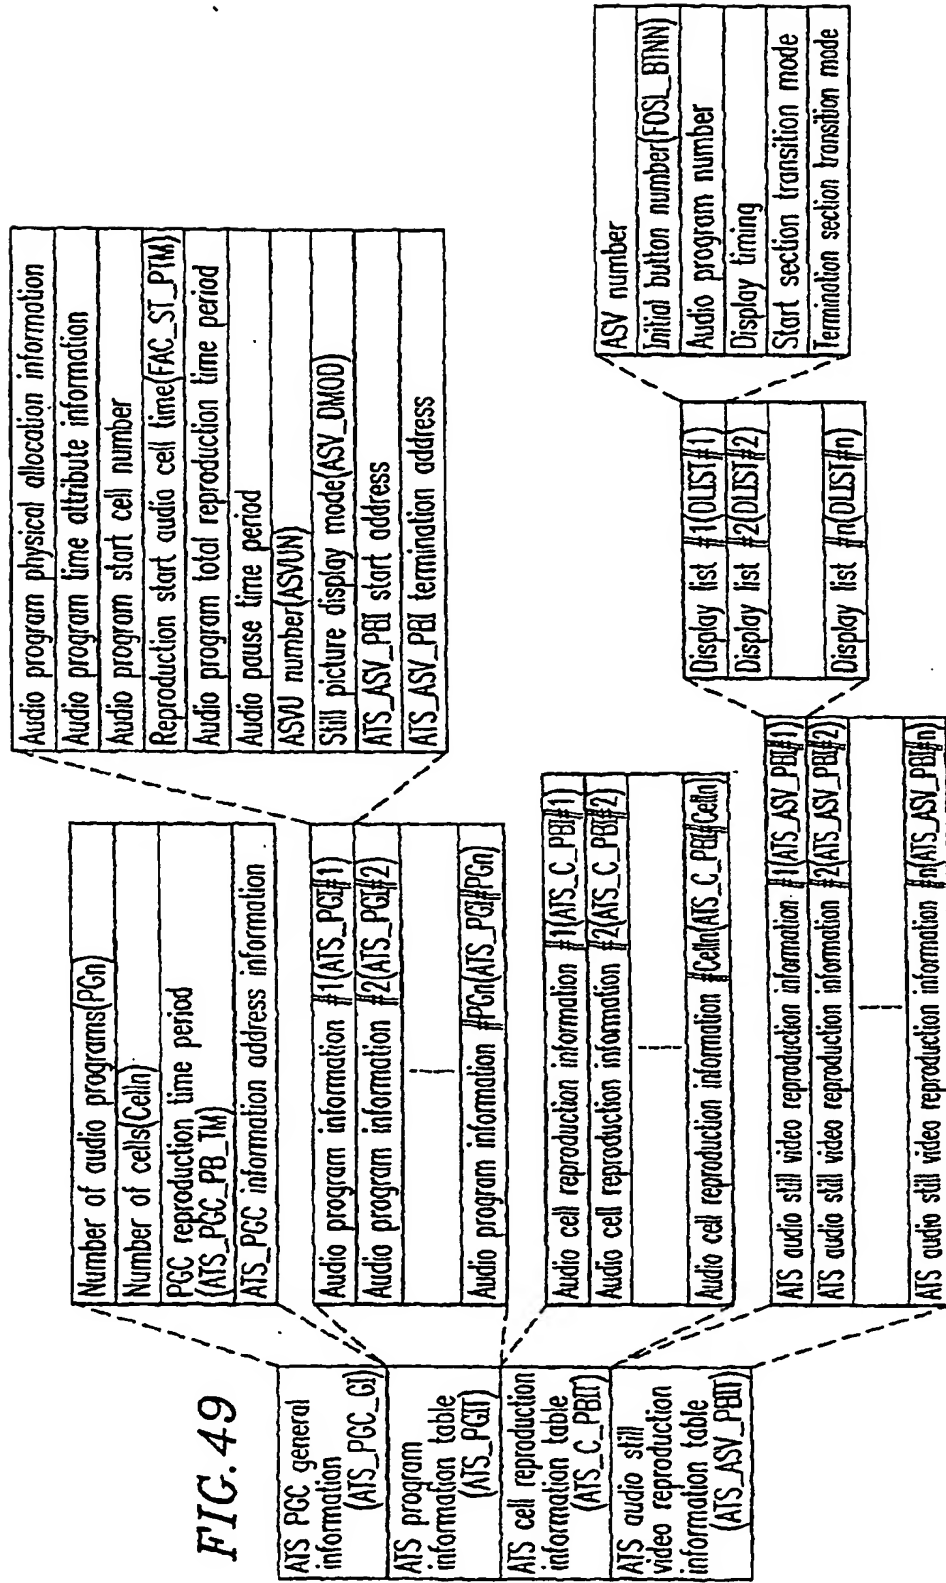 FIG. 49
ATS PGC general
information
(ATS_PGC_GI)
ATS program
information table
(ATS_PGIT)
ATS cell reproduction
information table
(ATS_C_PBIT)
ATS audio still
video reproduction
information table
(ATS_ASV_PBIT)
Number of audio programs(PGn)
Number of cells(Celln)
PGC reproduction time period
(ATS_PGC_PB_TM)
ATS_PGC information address information
Audio program information #1(ATS_PGI#1)
Audio program information #2(ATS_PGI#2)
Audio program information #PGn(ATS_PGI#PGn)
Audio cell reproduction information #1(ATS_C_PBI#1)
Audio cell reproduction information #2(ATS_C_PBI#2)
Audio cell reproduction information #Celln(ATS_C_PBI#Celln)
ATS audio still video reproduction information #1(ATS_ASV_PBI#1)
ATS audio still video reproduction information #2(ATS_ASV_PBI#2)
ATS audio still video reproduction information #n(ATS_ASV_PBI#n)
Audio program physical allocation information
Audio program time attribute information
Audio program start cell number
Reproduction start audio cell time(FAC_ST_PTM)
Audio program total reproduction time period
Audio pause time period
ASVU number(ASVUN)
Still picture display mode(ASV_DMOD)
ATS_ASV_PBI start address
ATS_ASV_PBI termination address
Display list #1(DLIST#1)
Display list #2(DLIST#2)
Display list #n(DLIST#n)
ASV number
Initial button number(FOSL_BTNN)
Audio program number
Display timing
Start section transition mode
Termination section transition mode